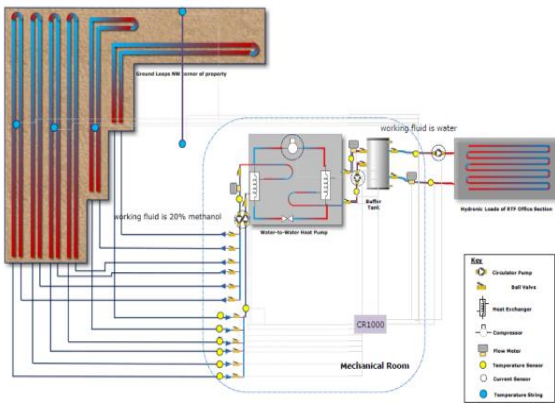 Ground Loops NW corner of property
working fluid is water
working fluid is 20% methanol
Water-to-Water Heat Pump
Buffer
Tank
Hydronic Loads of RTF Office Section
CR1000
Mechanical Room
Key
Circulator Pump
Ball Valve
Heat Exchanger
Compressor
Flow Meter
Temperature Sensor
Current Sensor
Temperature String